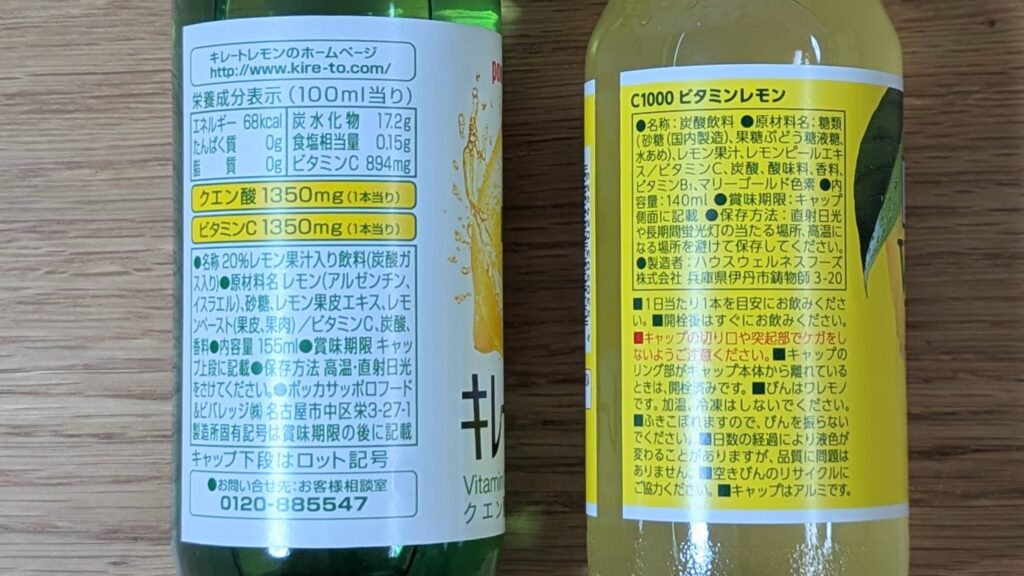 キレートレモンのホームページ
http://www.kire-to.com/
栄養成分表示(100ml当り)
エネルギー 68kcal
たんぱく質 0g
脂質 0g
炭水化物 17.2g
食塩相当量 0.15g
ビタミンC 894mg
クエン酸 1350mg(1本当り)
ビタミンC 1350mg(1本当り)
●名称 20%レモン果汁入り飲料(炭酸ガ
ス入り)●原材料名 レモン(アルゼンチン、
イスラエル)、砂糖、レモン果皮エキス、レモ
ンペースト(果皮、果肉)/ビタミンC、炭酸、
香料●内容量 155ml●賞味期限 キャッ
プ上段に記載●保存方法 高温・直射日光
をさけてください。●ポッカサッポロフード
&ビバレッジ㈱ 名古屋市中区栄3-27-1
製造所固有記号は賞味期限の後に記載
キャップ下段はロット記号
●お問い合せ先:お客様相談室
0120-885547
キレ
Vitamin
クエン
C1000 ビタミンレモン
●名称:炭酸飲料 ●原材料名:糖類
(砂糖(国内製造)、果糖ぶどう糖液糖、
水あめ)、レモン果汁、レモンピールエキ
ス/ビタミンC、炭酸、酸味料、香料、
ビタミンB₁、マリーゴールド色素 ●内
容量:140ml ●賞味期限:キャップ
側面に記載 ●保存方法:直射日光
や長期間蛍光灯の当たる場所、高温に
なる場所を避けて保存してください。
●製造者:ハウスウェルネスフーズ
株式会社 兵庫県伊丹市鋳物師 3-20
■1日当たり1本を目安にお飲みくださ
い。■開栓後はすぐにお飲みください。
■キャップの切り口や突起部でケガをし
ないようご注意ください。■キャップの
リング部がキャップ本体から離れている
ときは、開栓済みです。■びんはワレモノ
です。加温、冷凍はしないでください。
■ふきこぼれますので、びんを振らない
でください。■日数の経過により液色が
変わることがありますが、品質に問題は
ありません。■空きびんのリサイクルに
ご協力ください。■キャップはアルミです。